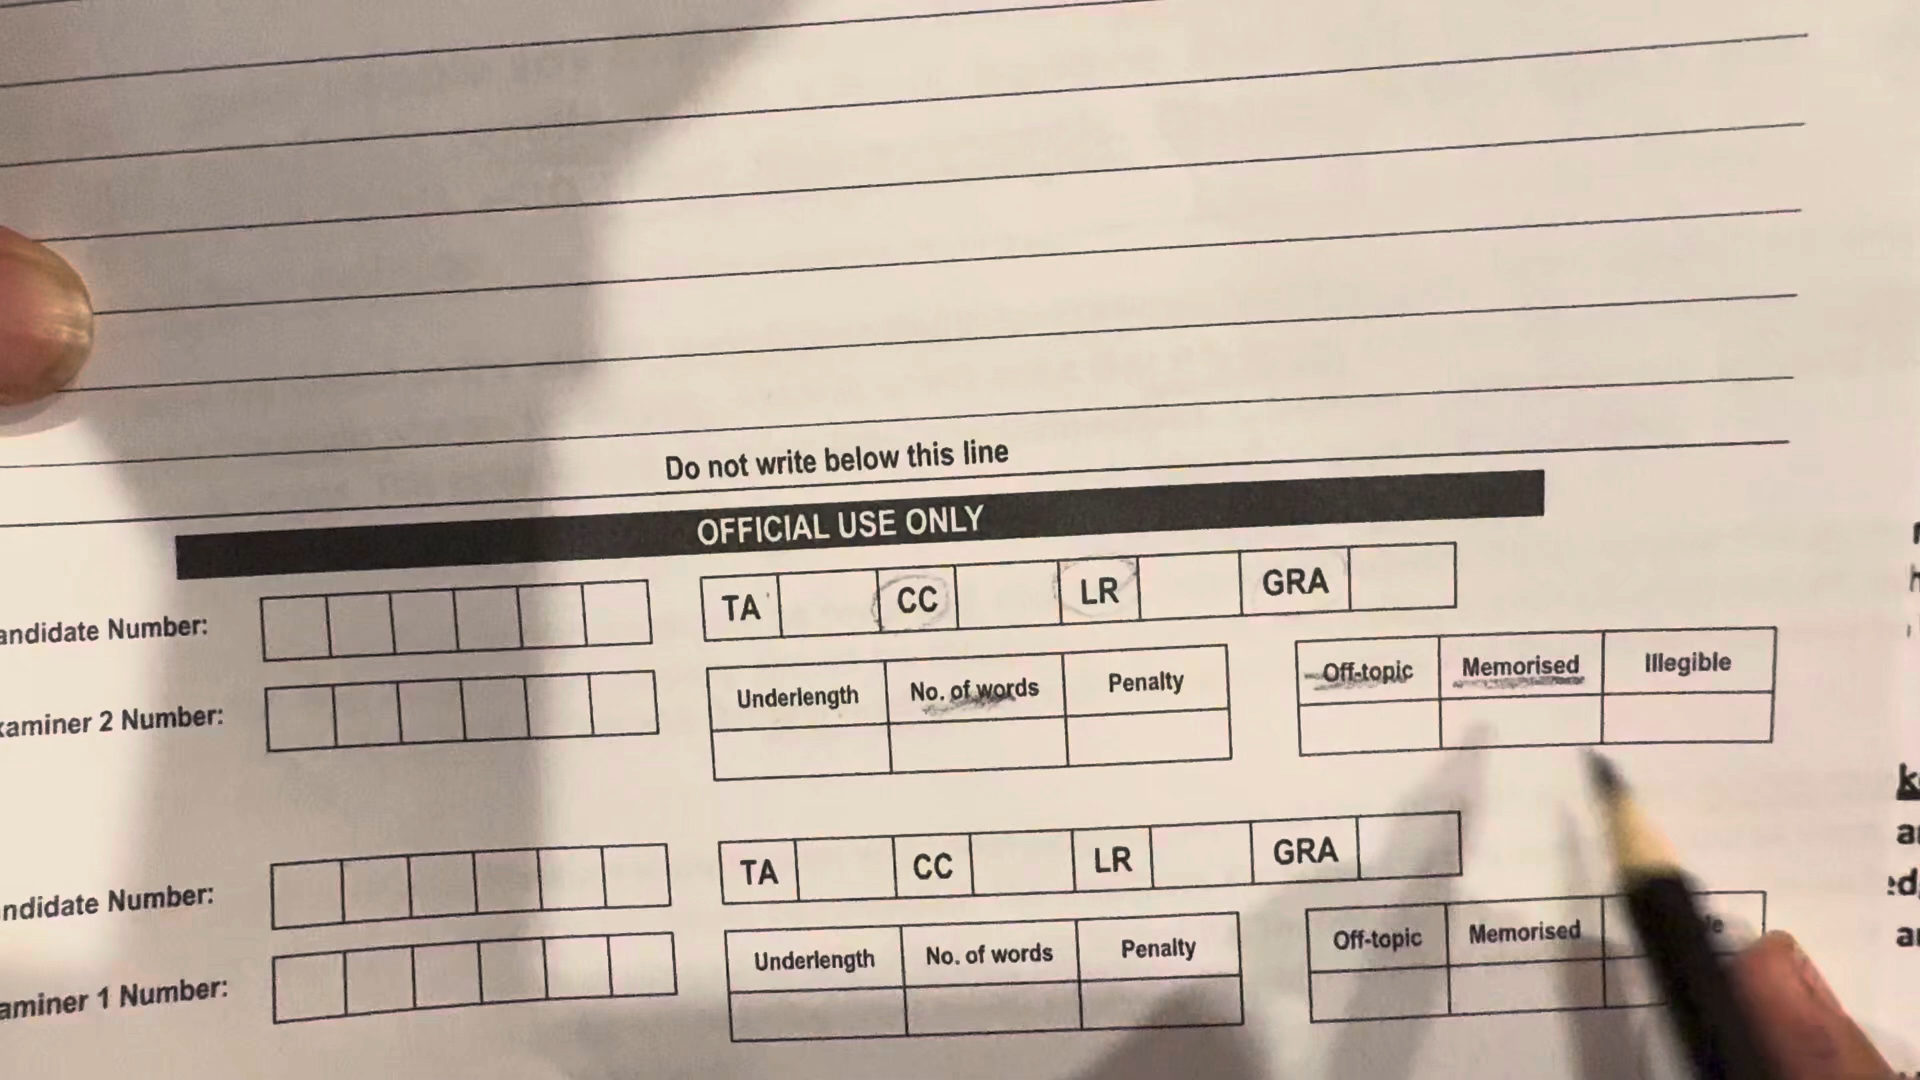 Do not write below this line
OFFICIAL USE ONLY
andidate Number:
TA CC LR GRA
xaminer 2 Number:
Underlength No. of words Penalty
Off-topic Memorised Illegible
ndidate Number:
TA CC LR GRA
aminer 1 Number:
Underlength No. of words Penalty
Off-topic Memorised le